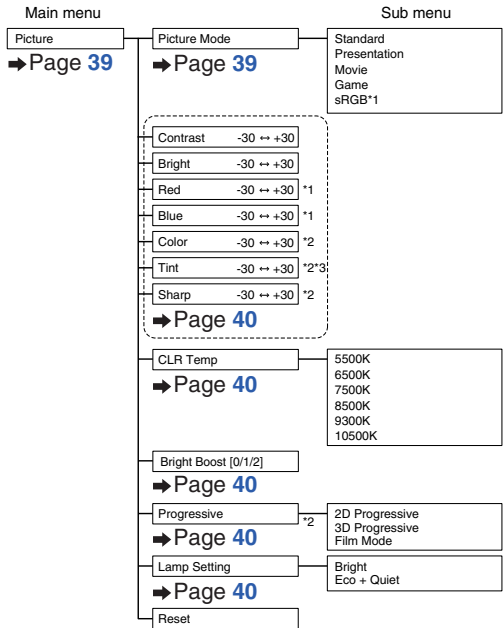 Main menu
Sub menu
Picture
➡Page 39
Picture Mode
➡Page 39
Standard
Presentation
Movie
Game
sRGB*1
Contrast -30 ↔ +30
Bright -30 ↔ +30
Red -30 ↔ +30 *1
Blue -30 ↔ +30 *1
Color -30 ↔ +30 *2
Tint -30 ↔ +30 *2*3
Sharp -30 ↔ +30 *2
➡Page 40
CLR Temp
➡Page 40
5500K
6500K
7500K
8500K
9300K
10500K
Bright Boost [0/1/2]
➡Page 40
Progressive *2
➡Page 40
2D Progressive
3D Progressive
Film Mode
Lamp Setting
➡Page 40
Bright
Eco + Quiet
Reset